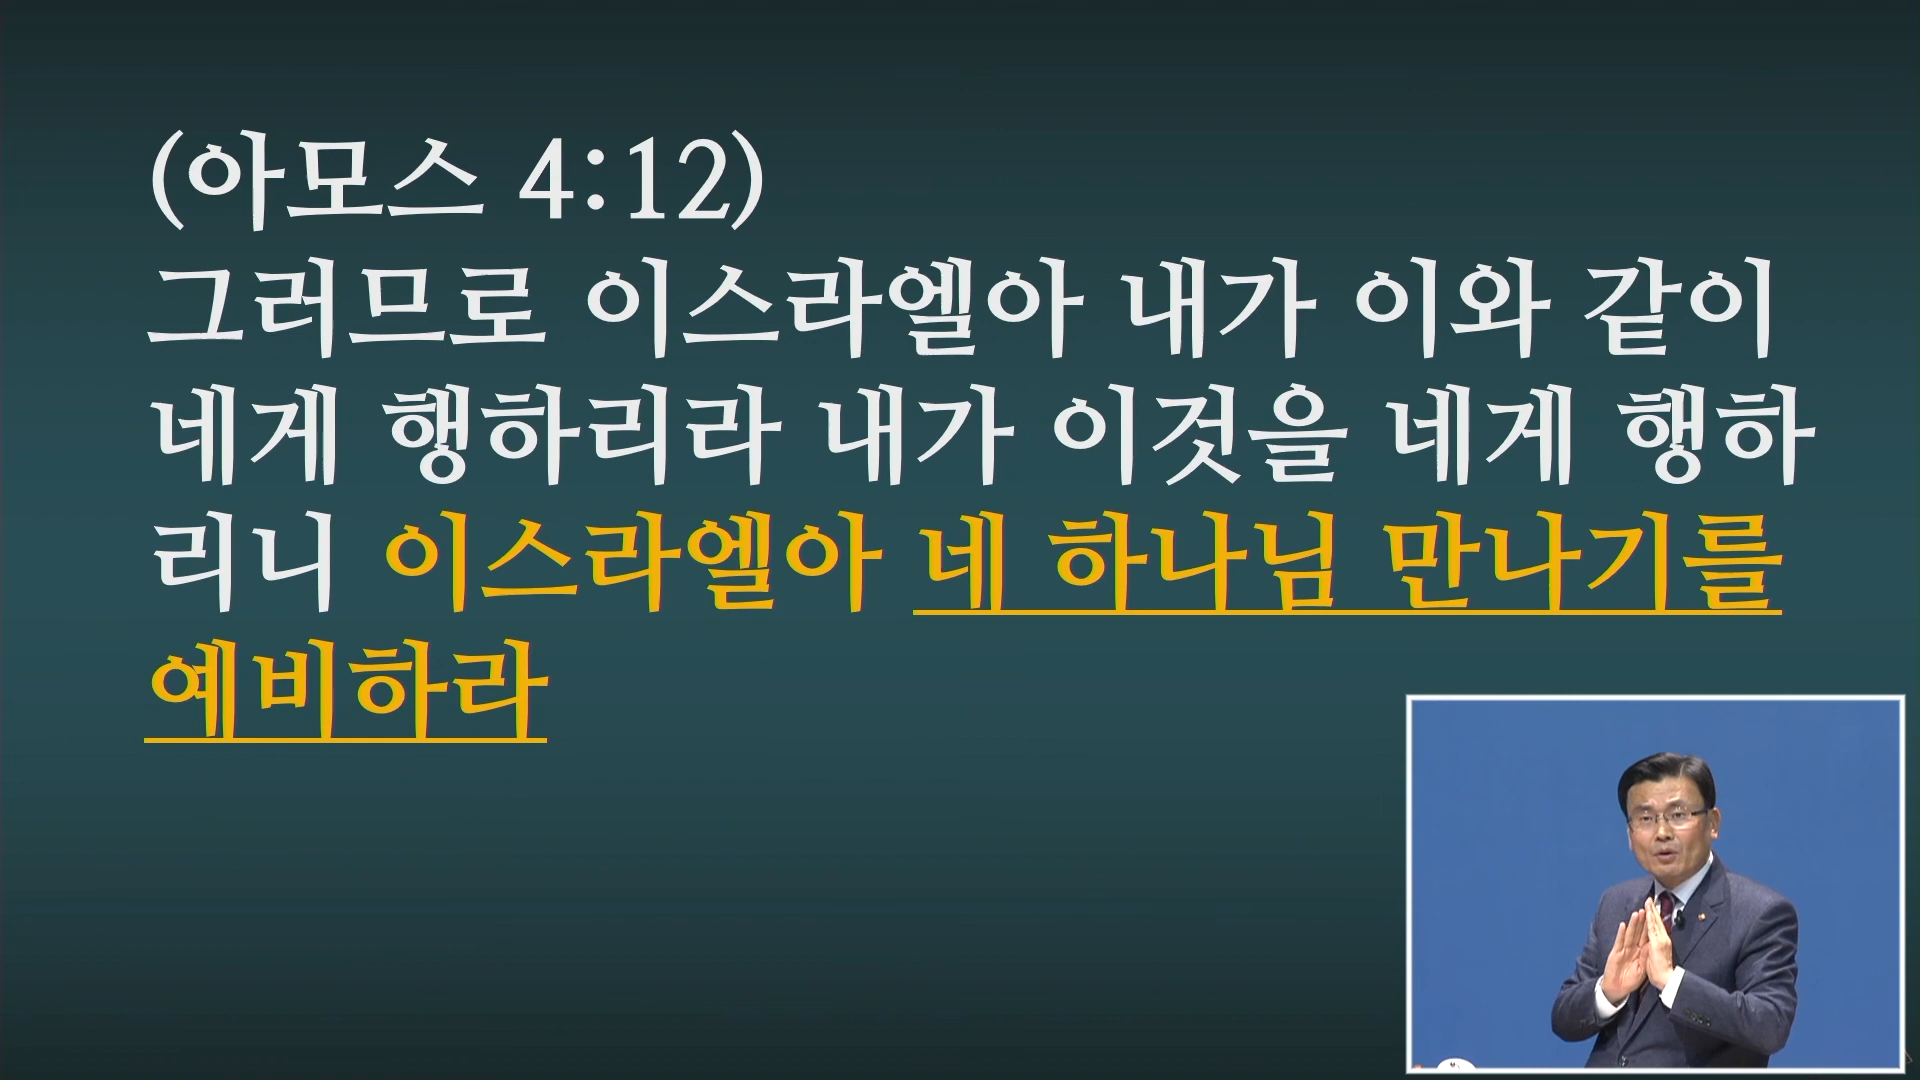 (아모스 4:12)
그러므로 이스라엘아 내가 이와 같이
네게 행하리라 내가 이것을 네게 행하
리니 이스라엘아 네 하나님 만나기를
예비하라